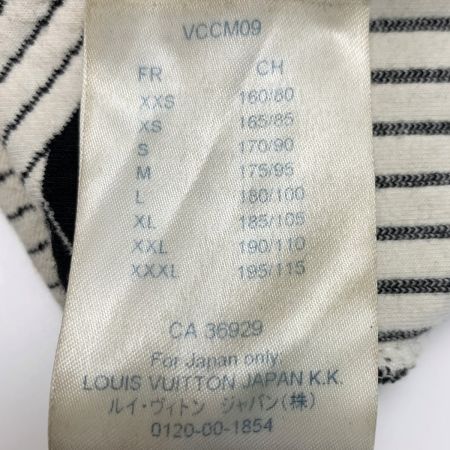 VCCM09
FR CH
XXS 160/80
XS 165/85
S 170/90
M 175/95
L 180/100
XL 185/105
XXL 190/110
XXXL 195/115
CA 36929
For Japan only.
LOUIS VUITTON JAPAN K.K.
ルイ・ヴィトン ジャパン(株)
0120-00-1854